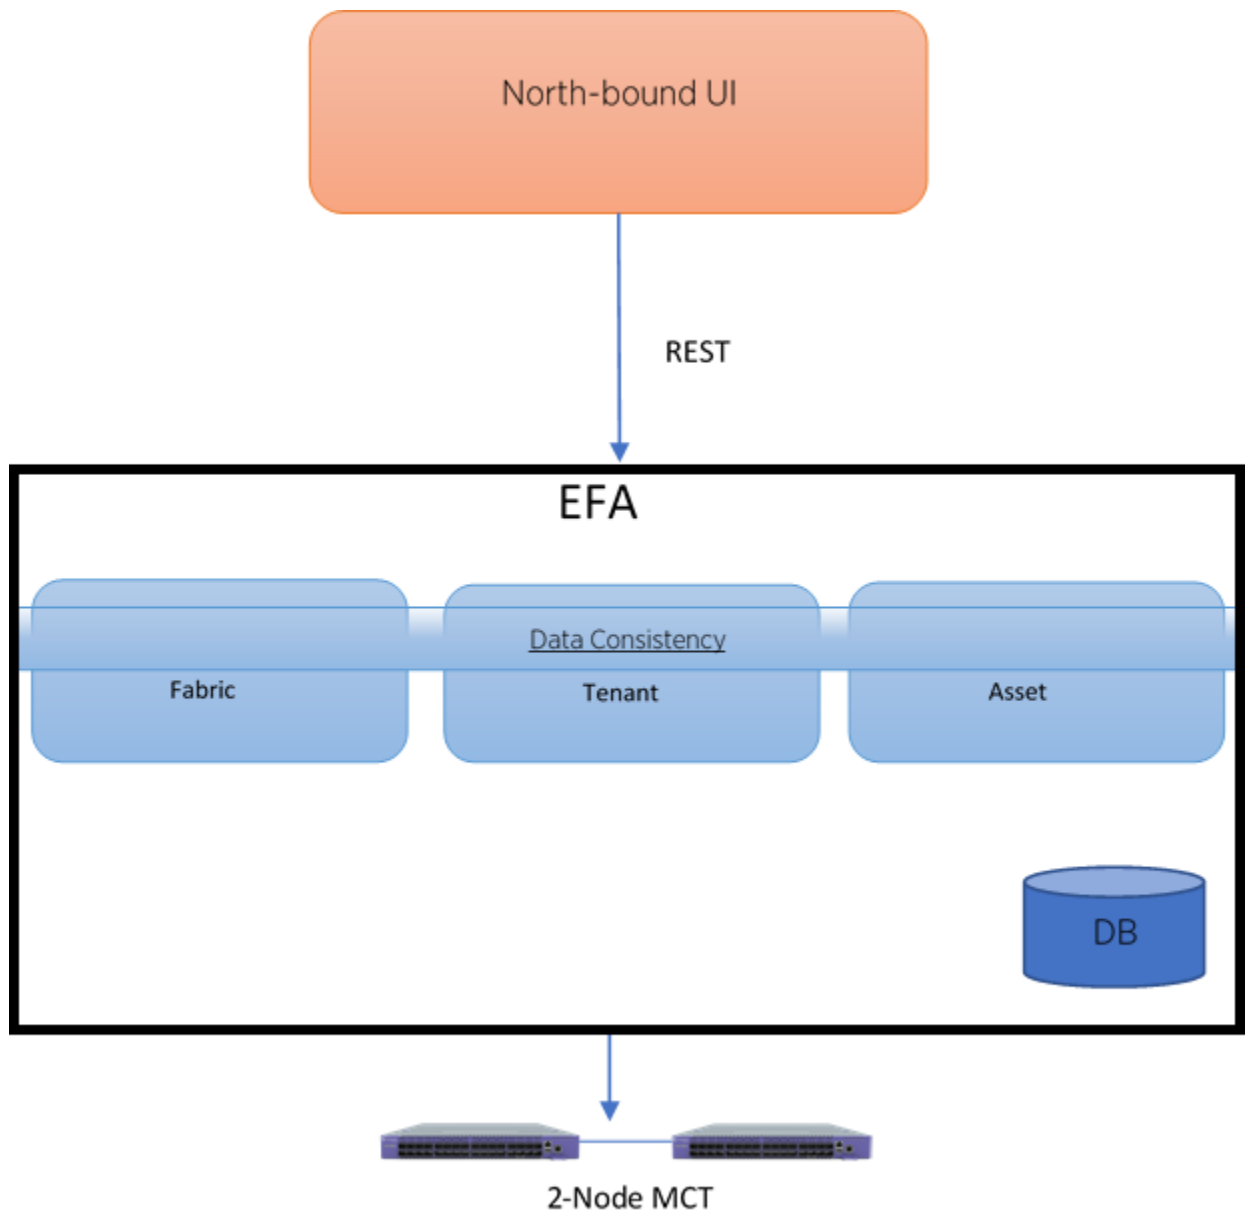 North-bound UI
REST
EFA
Data Consistency
Fabric
Tenant
Asset
DB
2-Node MCT